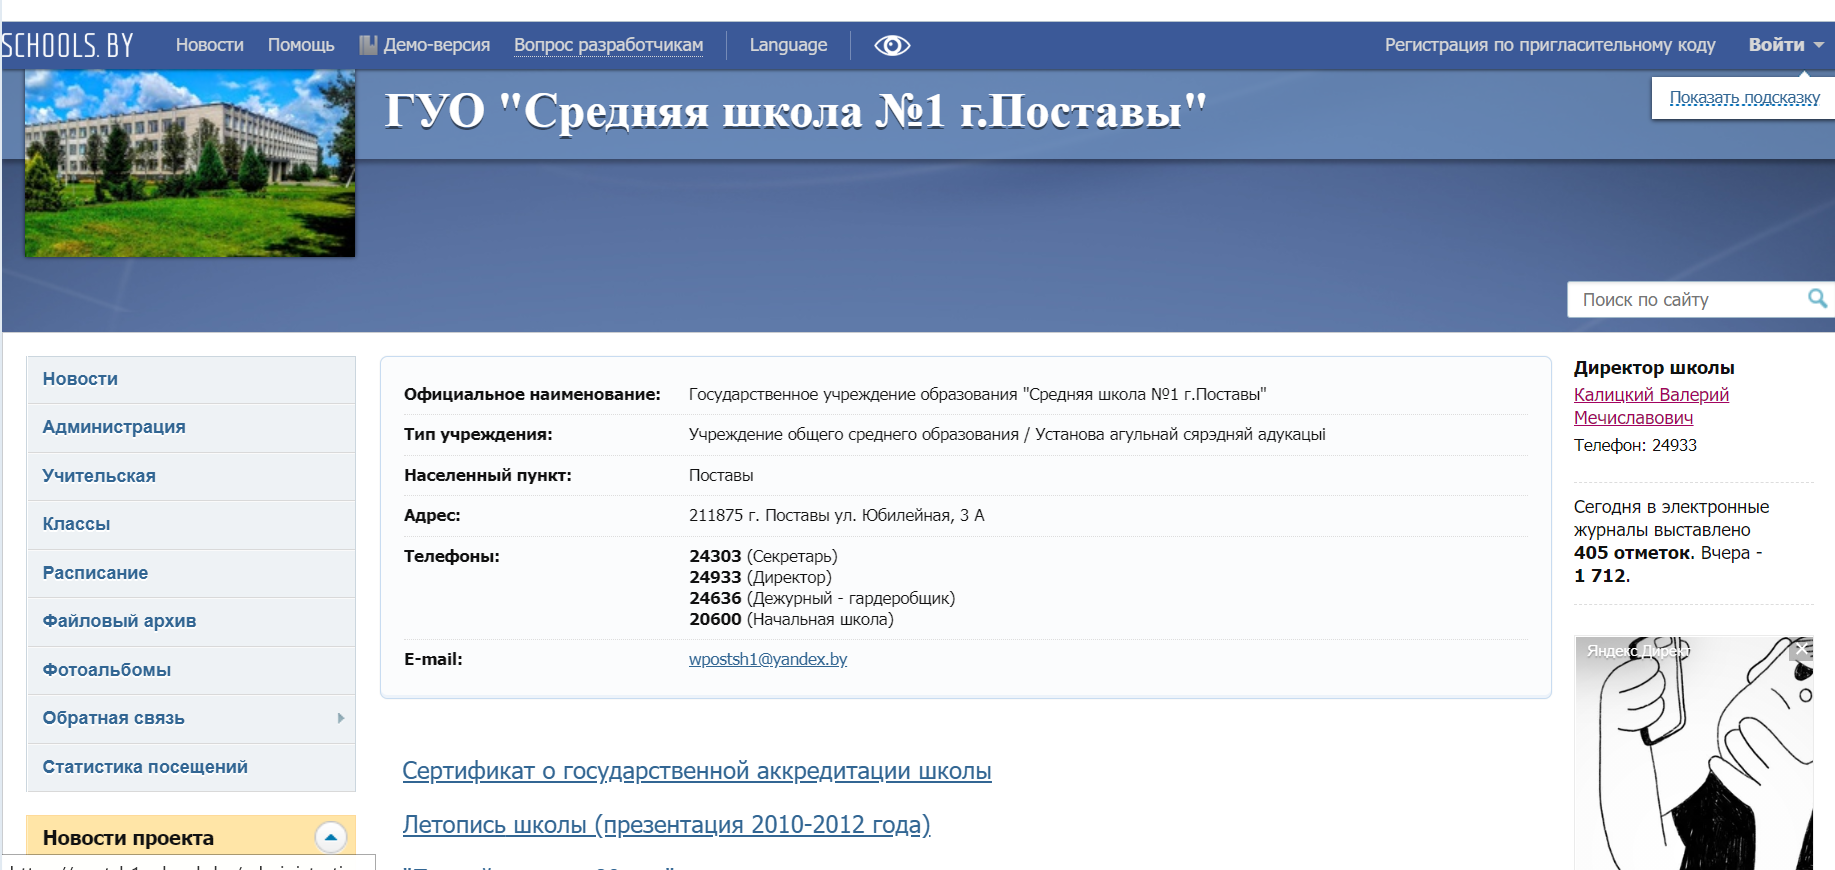 SCHOOLS.BY Новости Помощь Демо-версия Вопрос разработчикам Language Регистрация по пригласительному коду Войти
Показать подсказку
ГУО "Средняя школа №1 г.Поставы"
Поиск по сайту
Новости
Администрация
Учительская
Классы
Расписание
Файловый архив
Фотоальбомы
Обратная связь
Статистика посещений
Новости проекта
Официальное наименование: Государственное учреждение образования "Средняя школа №1 г.Поставы"
Тип учреждения: Учреждение общего среднего образования / Установа агульнай сярэдняй адукацыі
Населенный пункт: Поставы
Адрес: 211875 г. Поставы ул. Юбилейная, 3 А
Телефоны: 24303 (Секретарь)
24933 (Директор)
24636 (Дежурный - гардеробщик)
20600 (Начальная школа)
E-mail: wpostsh1@yandex.by
Сертификат о государственной аккредитации школы
Летопись школы (презентация 2010-2012 года)
Директор школы
Калицкий Валерий
Мечиславович
Телефон: 24933
Сегодня в электронные
журналы выставлено
405 отметок. Вчера -
1 712.
Яндекс.Директ